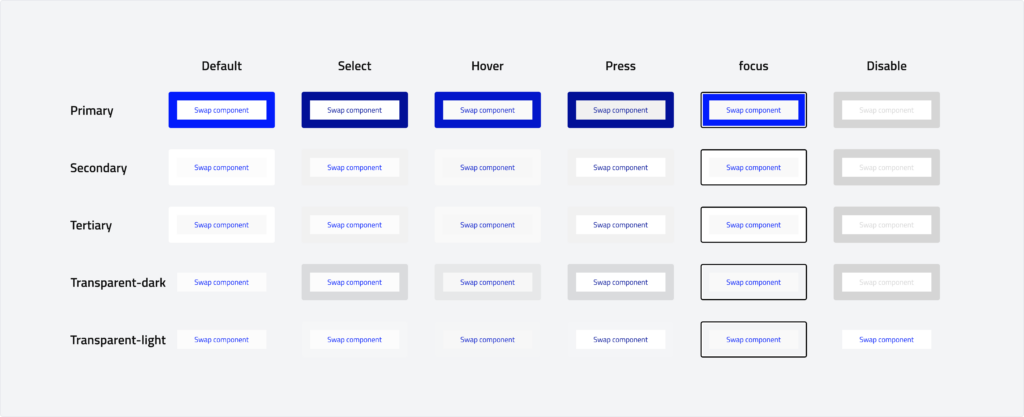 Default Select Hover Press focus Disable
Primary Swap component Swap component Swap component Swap component Swap component Swap component
Secondary Swap component Swap component Swap component Swap component Swap component Swap component
Tertiary Swap component Swap component Swap component Swap component Swap component Swap component
Transparent-dark Swap component Swap component Swap component Swap component Swap component Swap component
Transparent-light Swap component Swap component Swap component Swap component Swap component Swap component